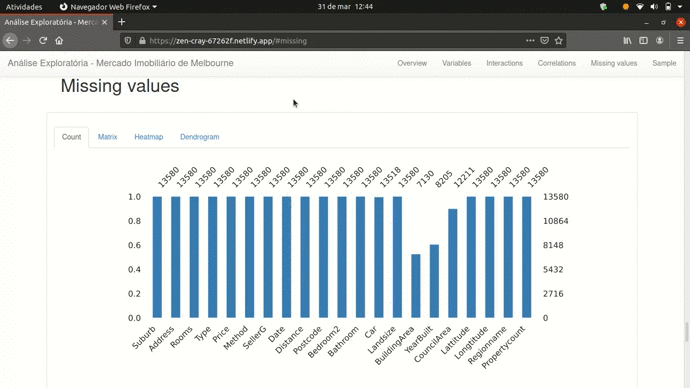 Atividades Navegador Web Firefox 31 de mar 12:44
Análise Exploratória - Merca
https://zen-cray-67262f.netlify.app/#missing
Análise Exploratória - Mercado Imobiliário de Melbourne Overview Variables Interactions Correlations Missing values Sample
Missing values
Count Matrix Heatmap Dendrogram
13580 13580 13580 13580 13580 13580 13580 13580 13580 13580 13580 13580 13518 13580 7130 8205 12211 13580 13580 13580 13580
1.0 13580
0.8 10864
0.6 8148
0.4 5432
0.2 2716
0.0 0
Suburb Address Rooms Type Price Method SellerG Date Distance Postcode Bedroom2 Bathroom Car Landsize BuildingArea YearBuilt CouncilArea Lattitude Longtitude Regionname Propertycount